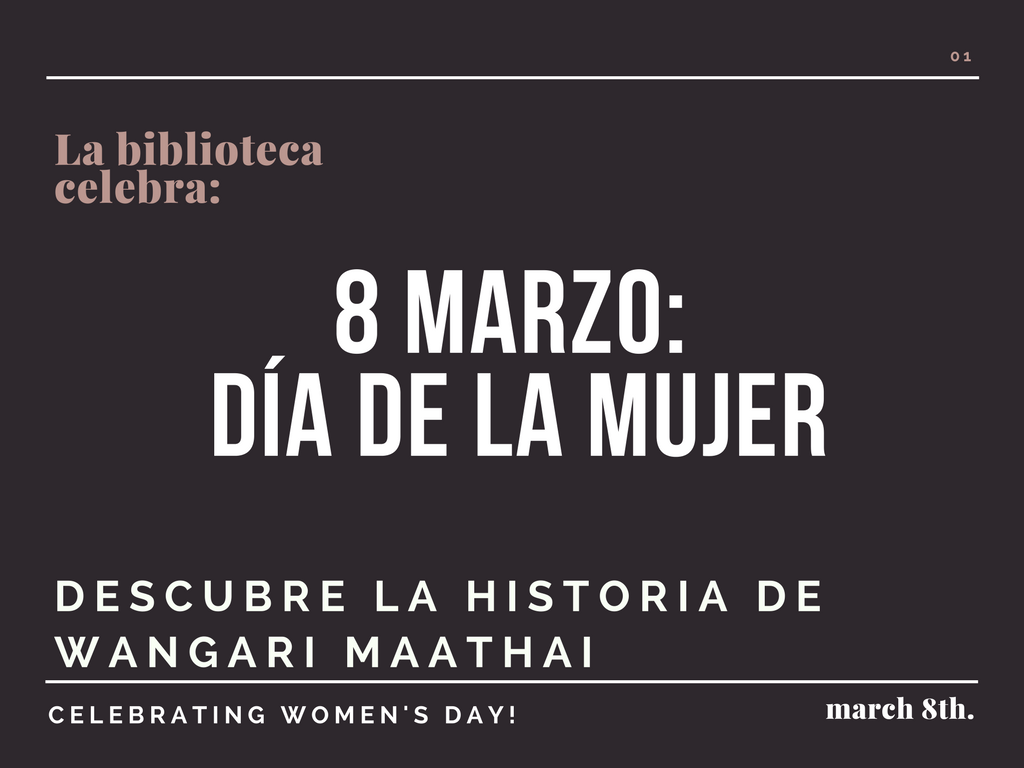 01
La biblioteca
celebra:
8 MARZO:
DÍA DE LA MUJER
DESCUBRE LA HISTORIA DE
WANGARI MAATHAI
CELEBRATING WOMEN'S DAY!
march 8th.